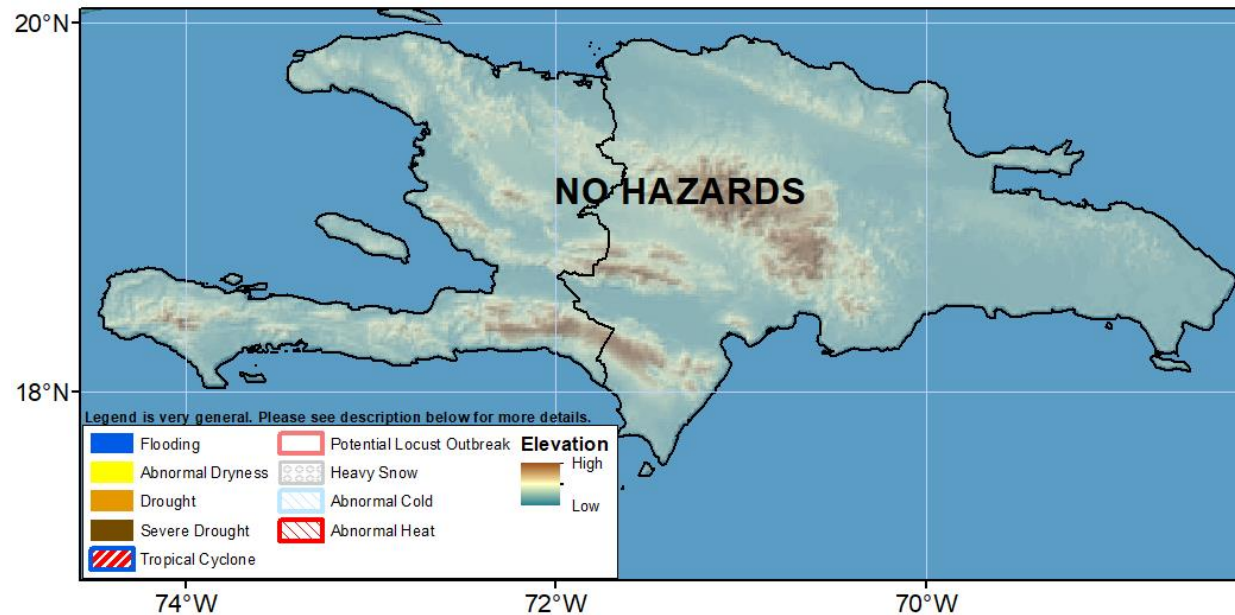 20°N
NO HAZARDS
18°N
Legend is very general. Please see description below for more details.
Flooding
Abnormal Dryness
Drought
Severe Drought
Tropical Cyclone
Potential Locust Outbreak
Heavy Snow
Abnormal Cold
Abnormal Heat
Elevation
High
Low
74°W
72°W
70°W